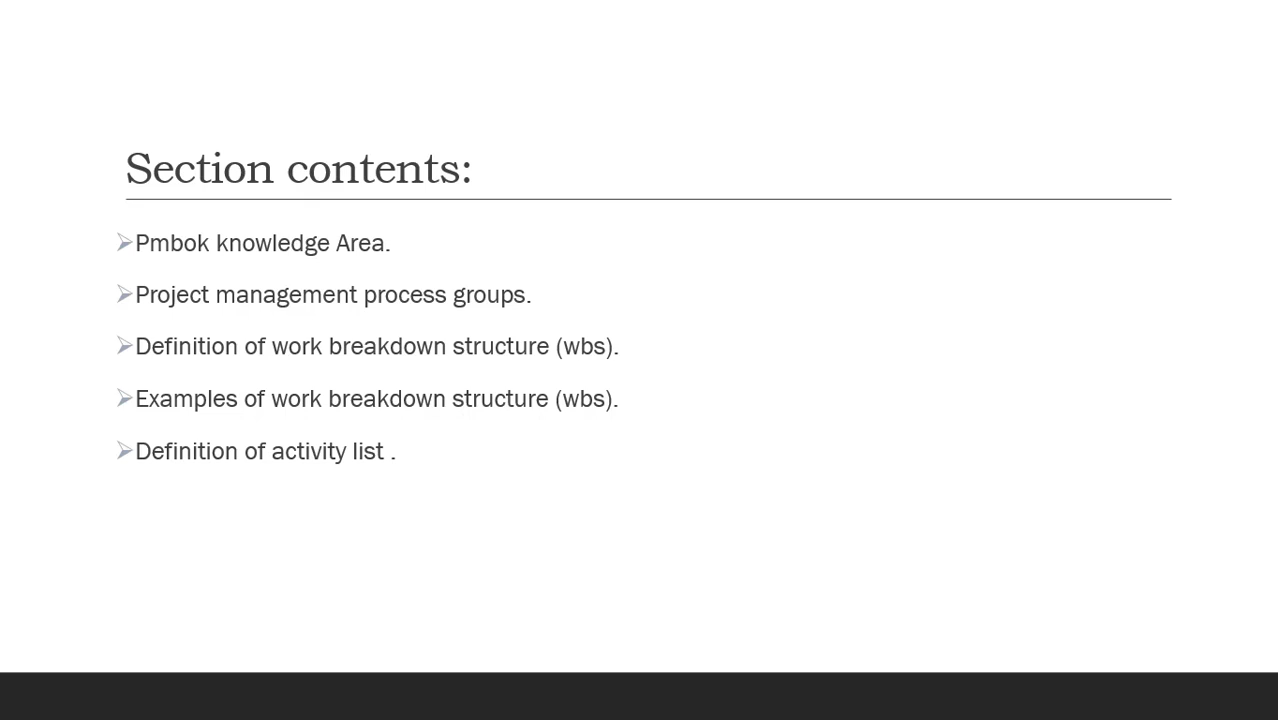 Section contents:
➢Pmbok knowledge Area.
➢Project management process groups.
➢Definition of work breakdown structure (wbs).
➢Examples of work breakdown structure (wbs).
➢Definition of activity list .